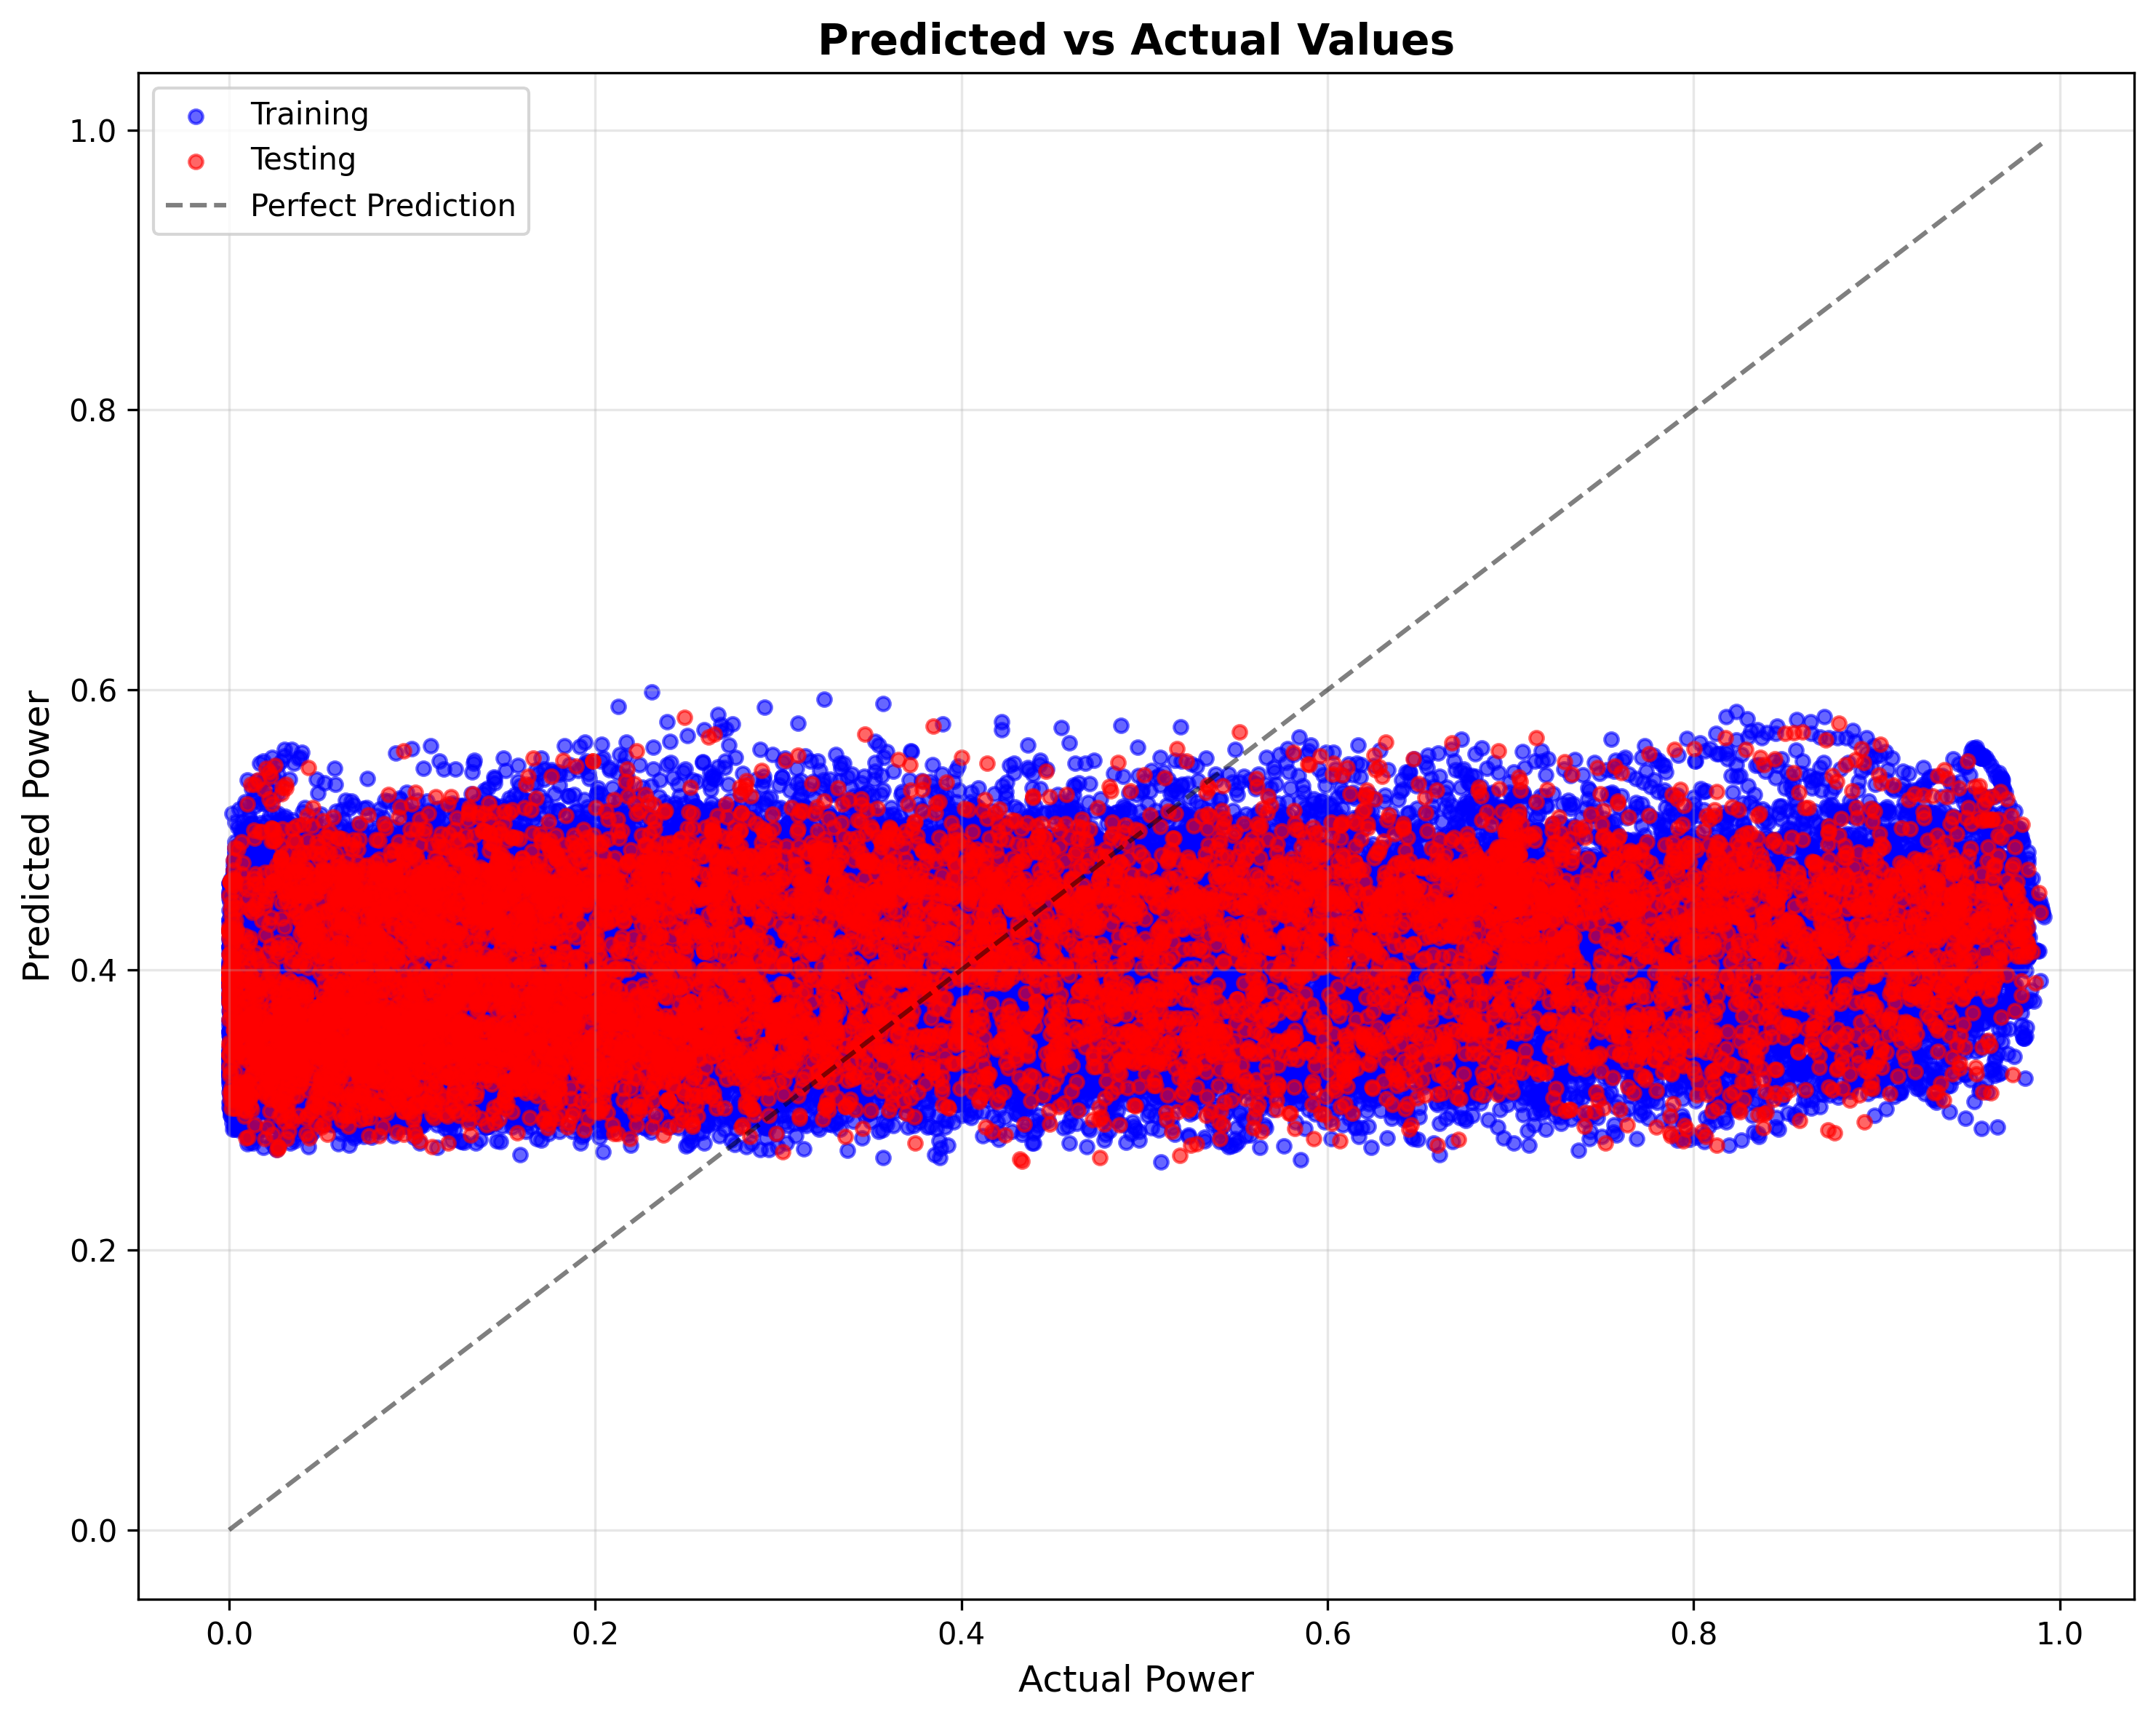 Predicted vs Actual Values
Training
Testing
Perfect Prediction
1.0
0.8
0.6
0.4
0.2
0.0
Predicted Power
0.0 0.2 0.4 0.6 0.8 1.0
Actual Power